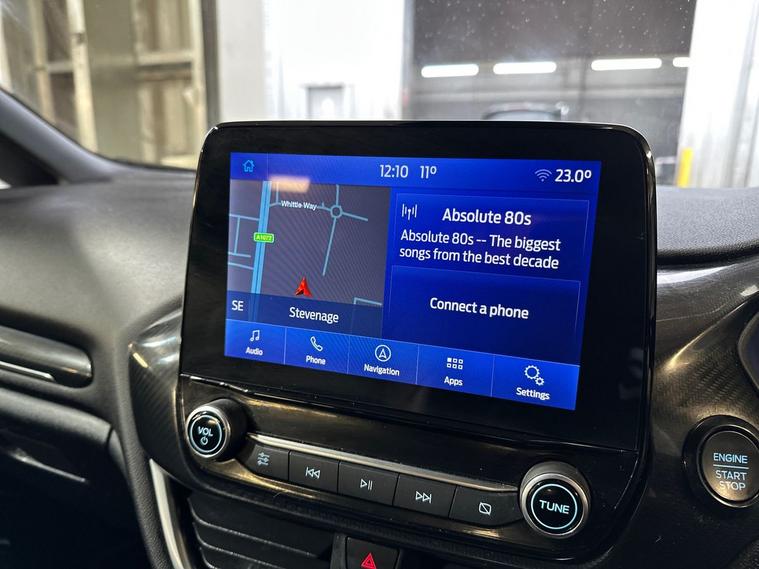 12:10 11° 23.0°
Whittle Way
A1072
SE Stevenage
Absolute 80s
Absolute 80s -- The biggest
songs from the best decade
Connect a phone
Audio Phone Navigation Apps Settings
VOL
TUNE
ENGINE
START
STOP